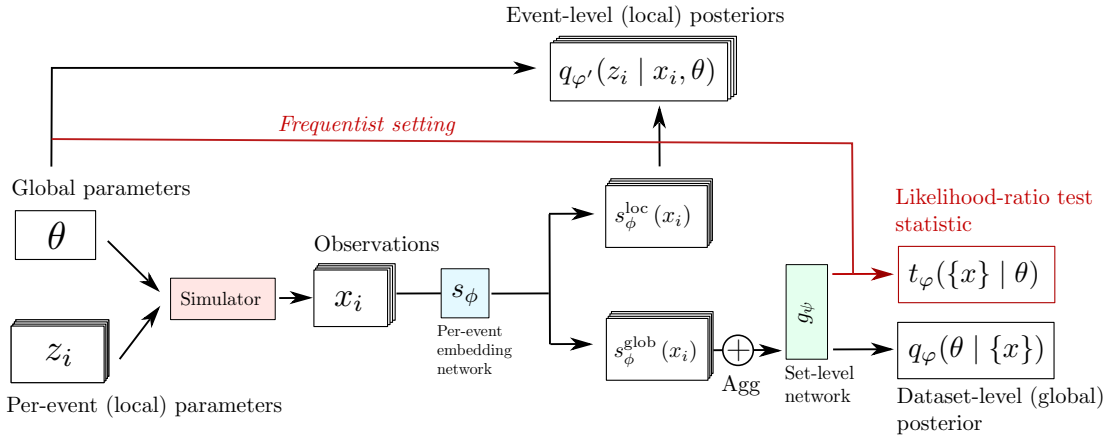 Event-level (local) posteriors
q_{φ′}(z_i | x_i, θ)
Frequentist setting
Global parameters
θ
s_ϕ^{loc}(x_i)
Likelihood-ratio test
statistic
t_φ({x} | θ)
Observations
Simulator
x_i
s_ϕ
g_ψ
Per-event
embedding
network
z_i
Per-event (local) parameters
s_ϕ^{glob}(x_i)
+
Agg
Set-level
network
q_φ(θ | {x})
Dataset-level (global)
posterior